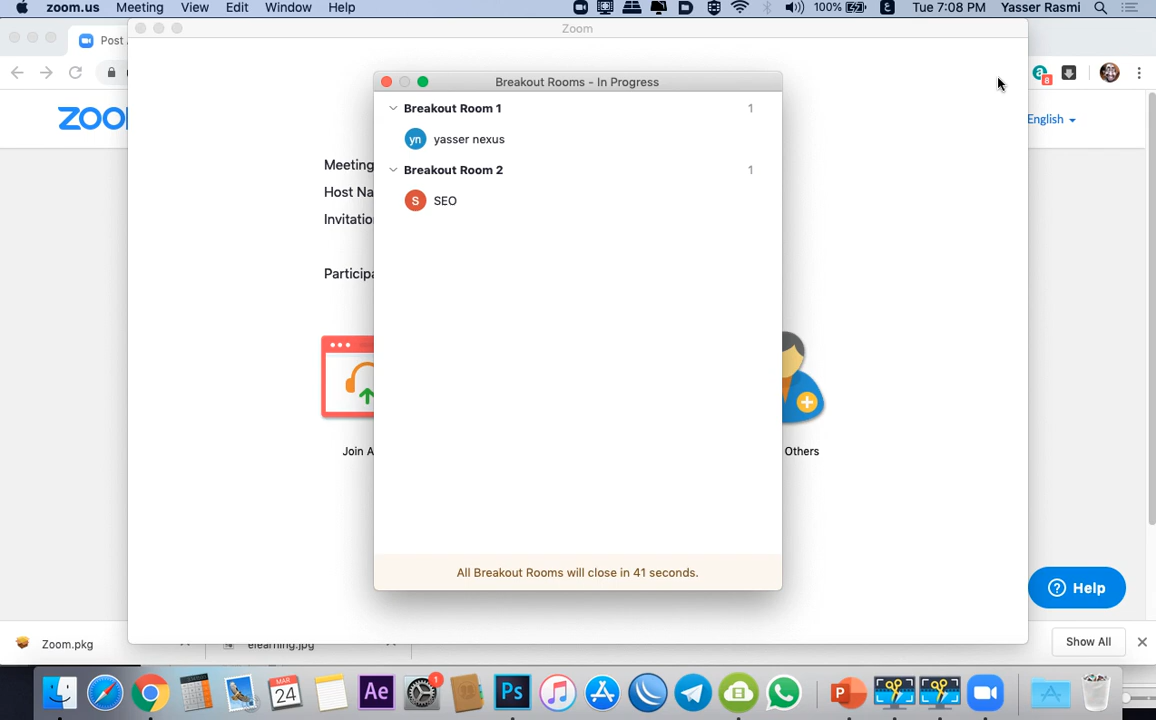 zoom.us Meeting View Edit Window Help 100% ع Tue 7:08 PM Yasser Rasmi
Zoom
Post
8
Breakout Rooms - In Progress
Breakout Room 1 1
yn yasser nexus
Breakout Room 2 1
S SEO
English
Meeting
Host Na
Invitatio
Participa
Join A
Others
All Breakout Rooms will close in 41 seconds.
Help
Zoom.pkg
elearning.jpg
Show All
MAR
24
Ae
1
Ps
P